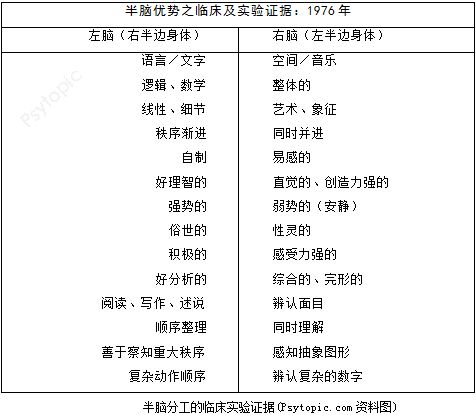 半脑优势之临床及实验证据：1976年
左脑（右半边身体） 右脑（左半边身体）
语言／文字 空间／音乐
逻辑、数学 整体的
线性、细节 艺术、象征
秩序渐进 同时并进
自制 易感的
好理智的 直觉的、创造力强的
强势的 弱势的（安静）
俗世的 性灵的
积极的 感受力强的
好分析的 综合的、完形的
阅读、写作、述说 辨认面目
顺序整理 同时理解
善于察知重大秩序 感知抽象图形
复杂动作顺序 辨认复杂的数字
半脑分工的临床实验证据(Psytopic.com资料图)
Psytopic